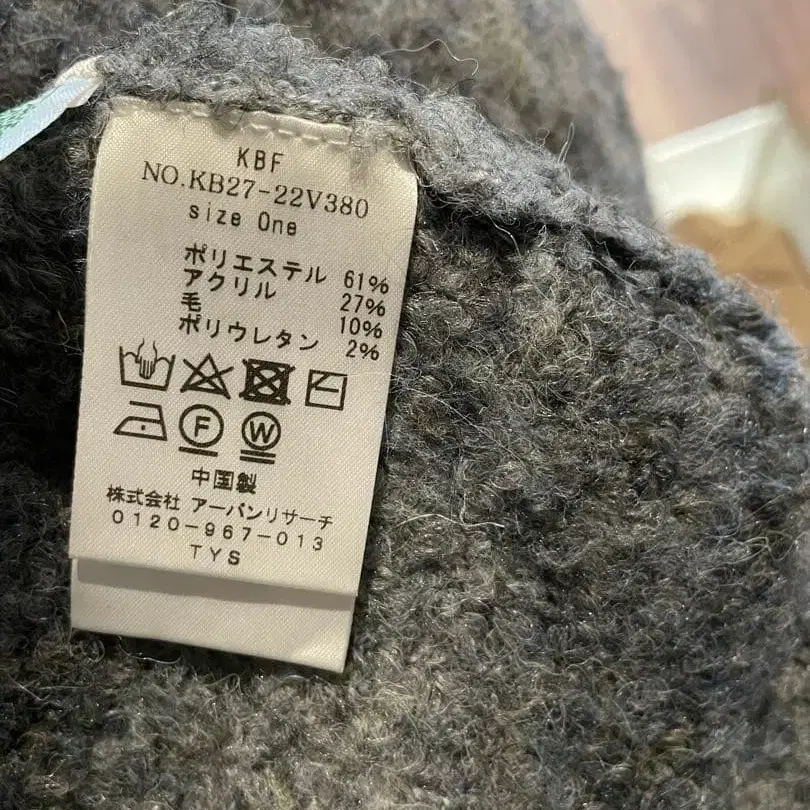 KBF
NO.KB27-22V380
size One
ポリエステル 61%
アクリル 27%
毛 10%
ポリウレタン 2%
F W
中国製
株式会社 アーバンリサーチ
0120-967-013
TYS